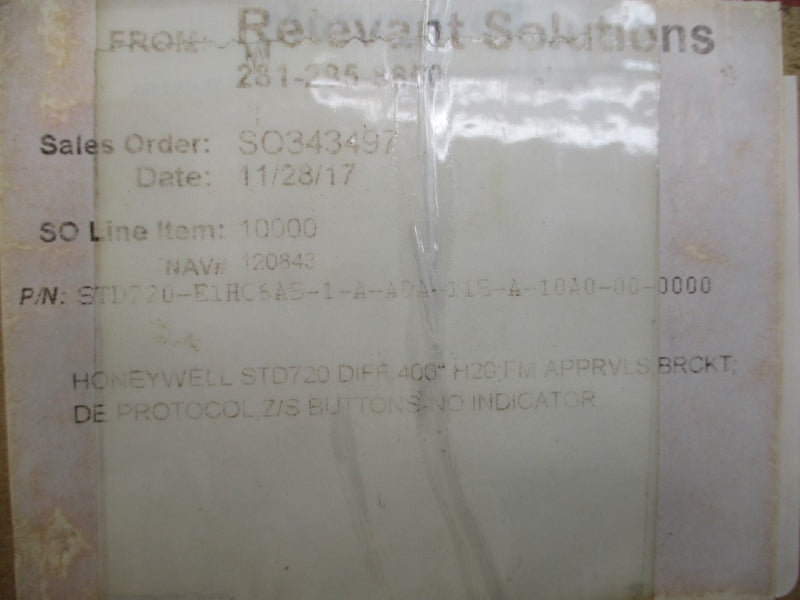 FROM: Relevant Solutions
Sales Order: SO343497
Date: 11/28/17
SO Line Item: 10000
NAV# 120843
P/N: STD720-E1HC6AS-1-A-A0A-11S-A-10A0-00-0000
HONEYWELL STD720 DIFF,400" H20;FM APPRVLS;BRCKT;
DE PROTOCOL,Z/S BUTTONS-NO INDICATOR